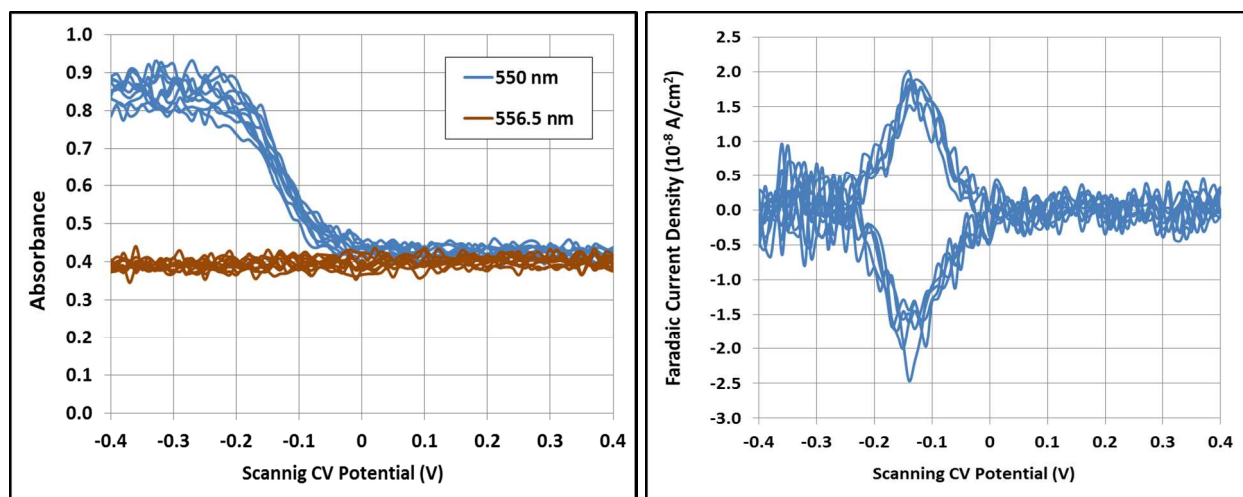 1.0
0.9
0.8
0.7
0.6
0.5
0.4
0.3
0.2
0.1
0.0
Absorbance
550 nm
556.5 nm
-0.4 -0.3 -0.2 -0.1 0 0.1 0.2 0.3 0.4
Scannig CV Potential (V)
2.5
2.0
1.5
1.0
0.5
0.0
-0.5
-1.0
-1.5
-2.0
-2.5
-3.0
Faradaic Current Density (10⁻⁸ A/cm²)
-0.4 -0.3 -0.2 -0.1 0 0.1 0.2 0.3 0.4
Scanning CV Potential (V)